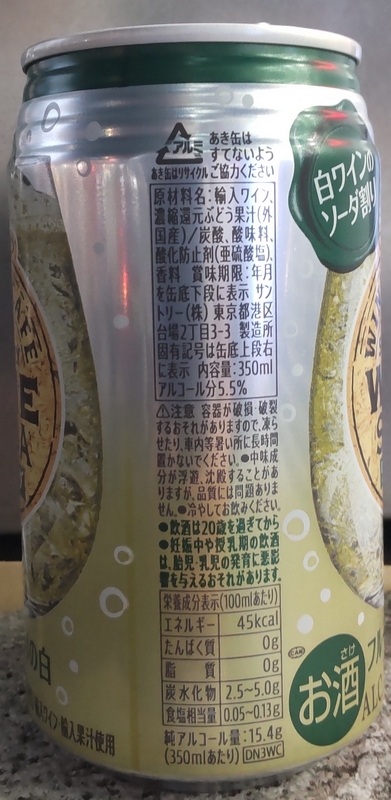 アルミ
あき缶は
すてないよう
あき缶はリサイクルご協力ください
原材料名:輸入ワイン、
濃縮還元ぶどう果汁(外
国産)/炭酸、酸味料、
酸化防止剤(亜硫酸塩)、
香料 賞味期限:年月
を缶底下段に表示 サン
トリー(株) 東京都港区
台場2丁目3-3 製造所
固有記号は缶底上段右
に表示 内容量:350ml
アルコール分5.5%
⚠注意 容器が破損・破裂
するおそれがありますので、凍ら
せたり、車内等暑い所に長時間
置かないでください。●中味成
分が浮遊、沈殿することがあ
りますが、品質には問題ありま
せん。●冷やしてお飲みください。
●飲酒は20歳を過ぎてから
●妊娠中や授乳期の飲酒
は、胎児・乳児の発育に悪影
響を与えるおそれがあります。
栄養成分表示(100mlあたり)
エネルギー 45kcal
たんぱく質 0g
脂質 0g
炭水化物 2.5~5.0g
食塩相当量 0.05~0.13g
純アルコール量:15.4g
(350mlあたり) DN3WC
白ワインの
ソーダ割り
の白
輸入ワイン 輸入果汁使用
さけ
お酒